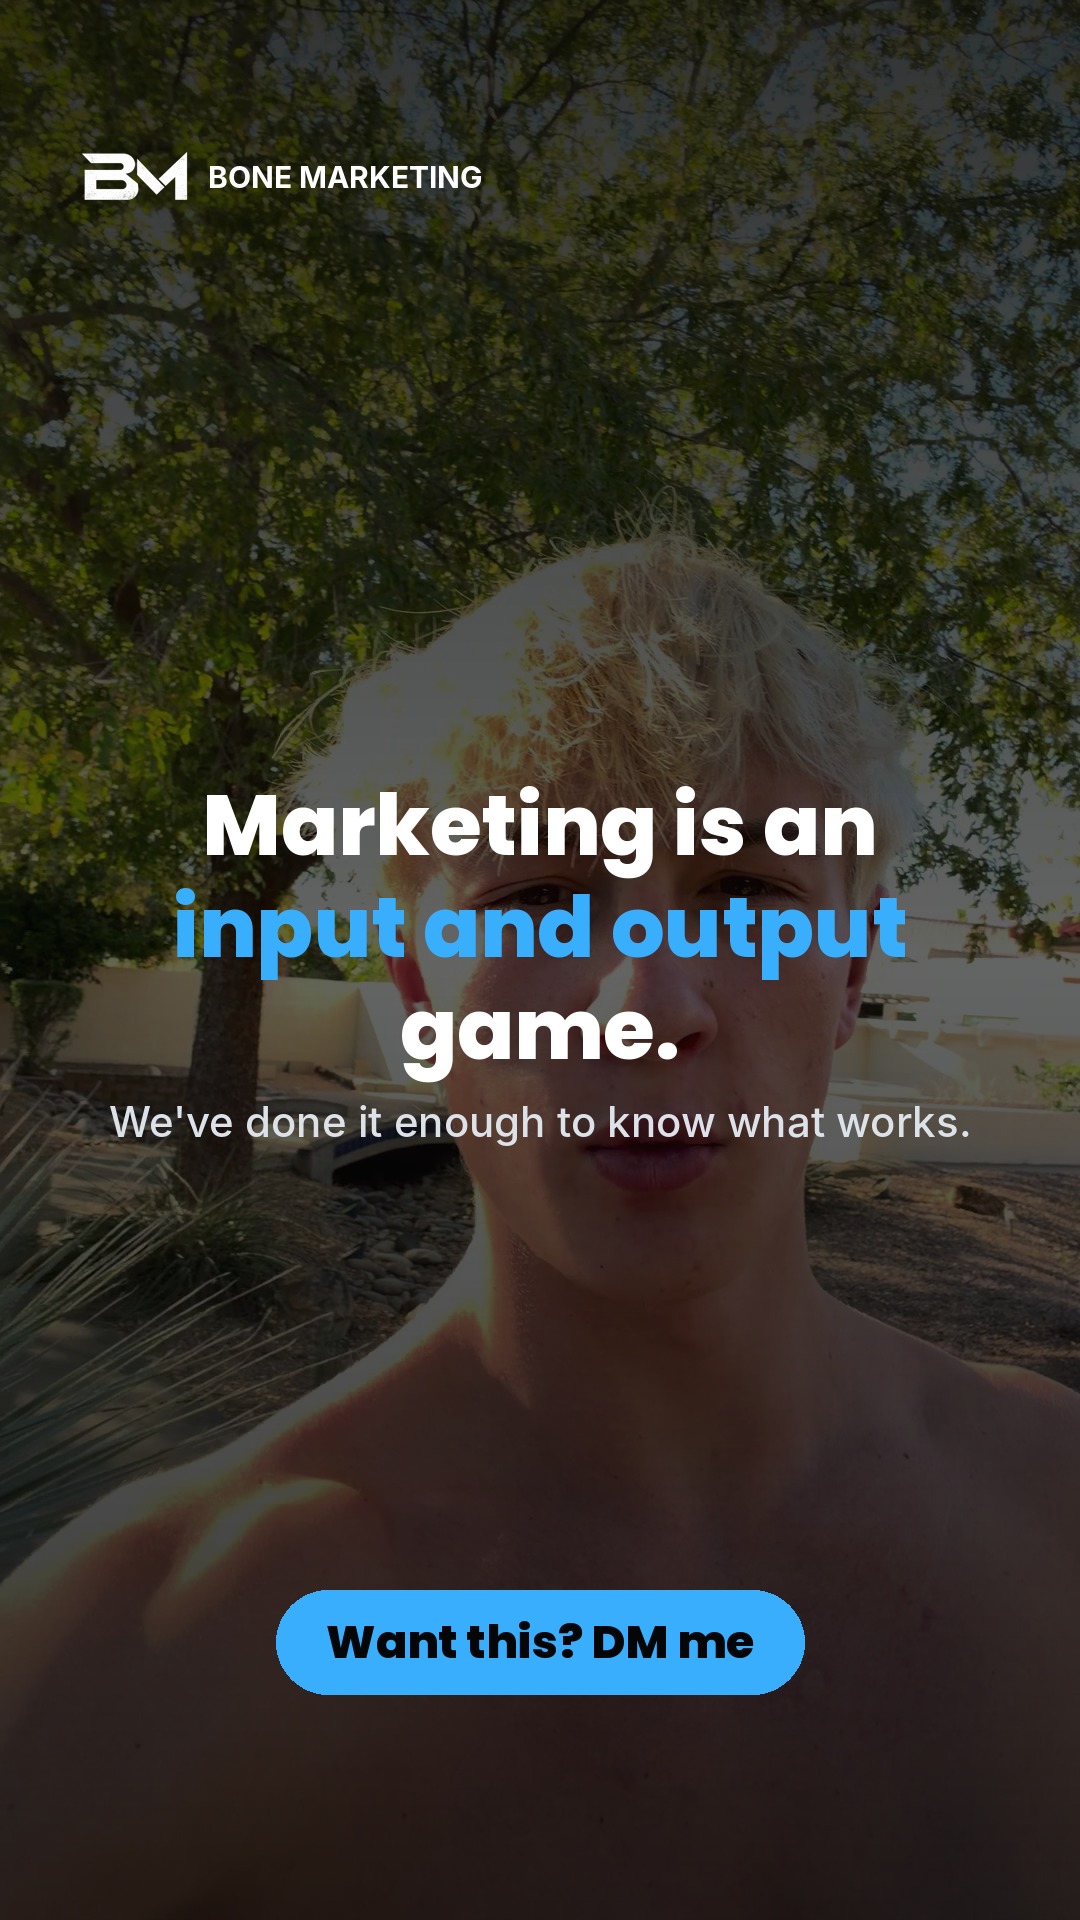 BM BONE MARKETING
Marketing is an
input and output
game.
We've done it enough to know what works.
Want this? DM me